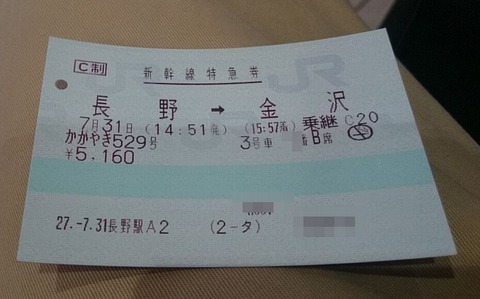 C制
新幹線特急券
長野 → 金沢
7月31日 (14:51発) (15:57着) 乗継 C20
かがやき529号 3号車
¥5.160
27.-7.31長野駅A2 (2-タ)